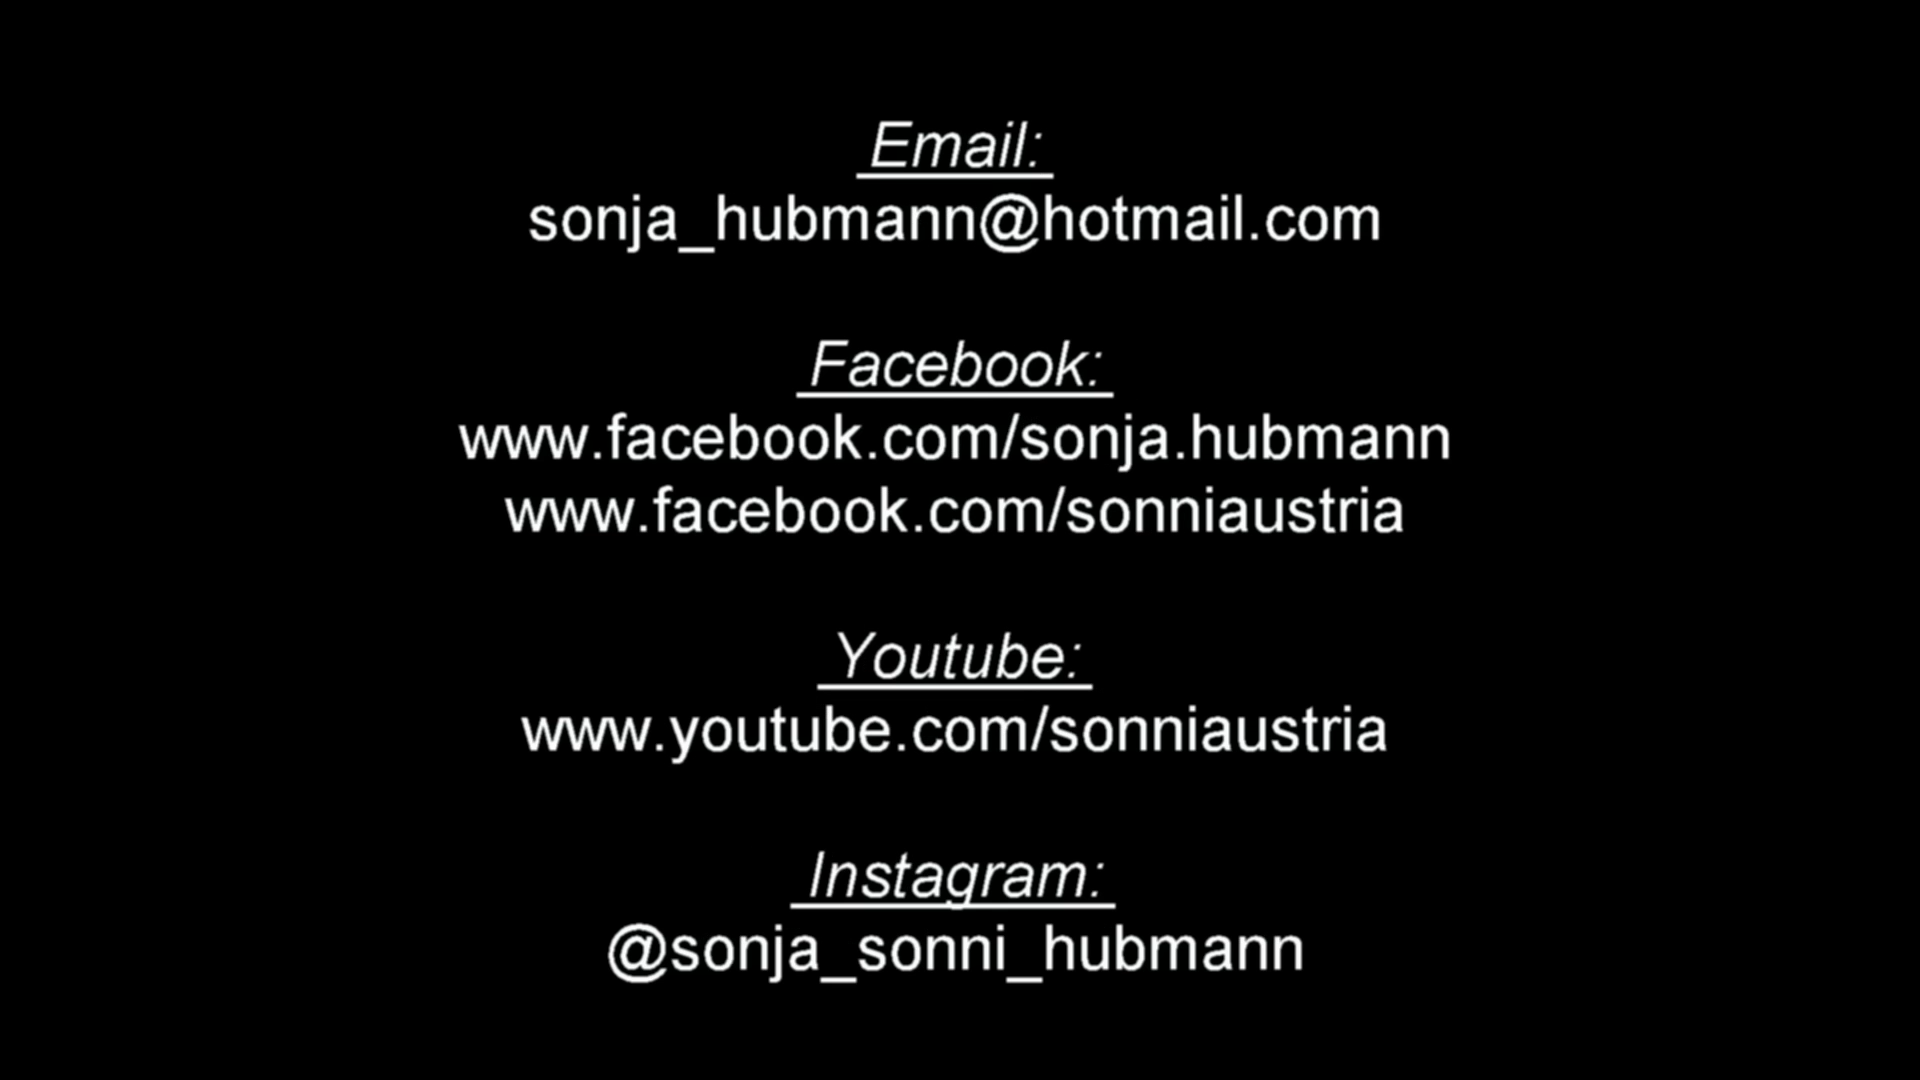 Email:
sonja_hubmann@hotmail.com
Facebook:
www.facebook.com/sonja.hubmann
www.facebook.com/sonniaustria
Youtube:
www.youtube.com/sonniaustria
Instagram:
@sonja_sonni_hubmann